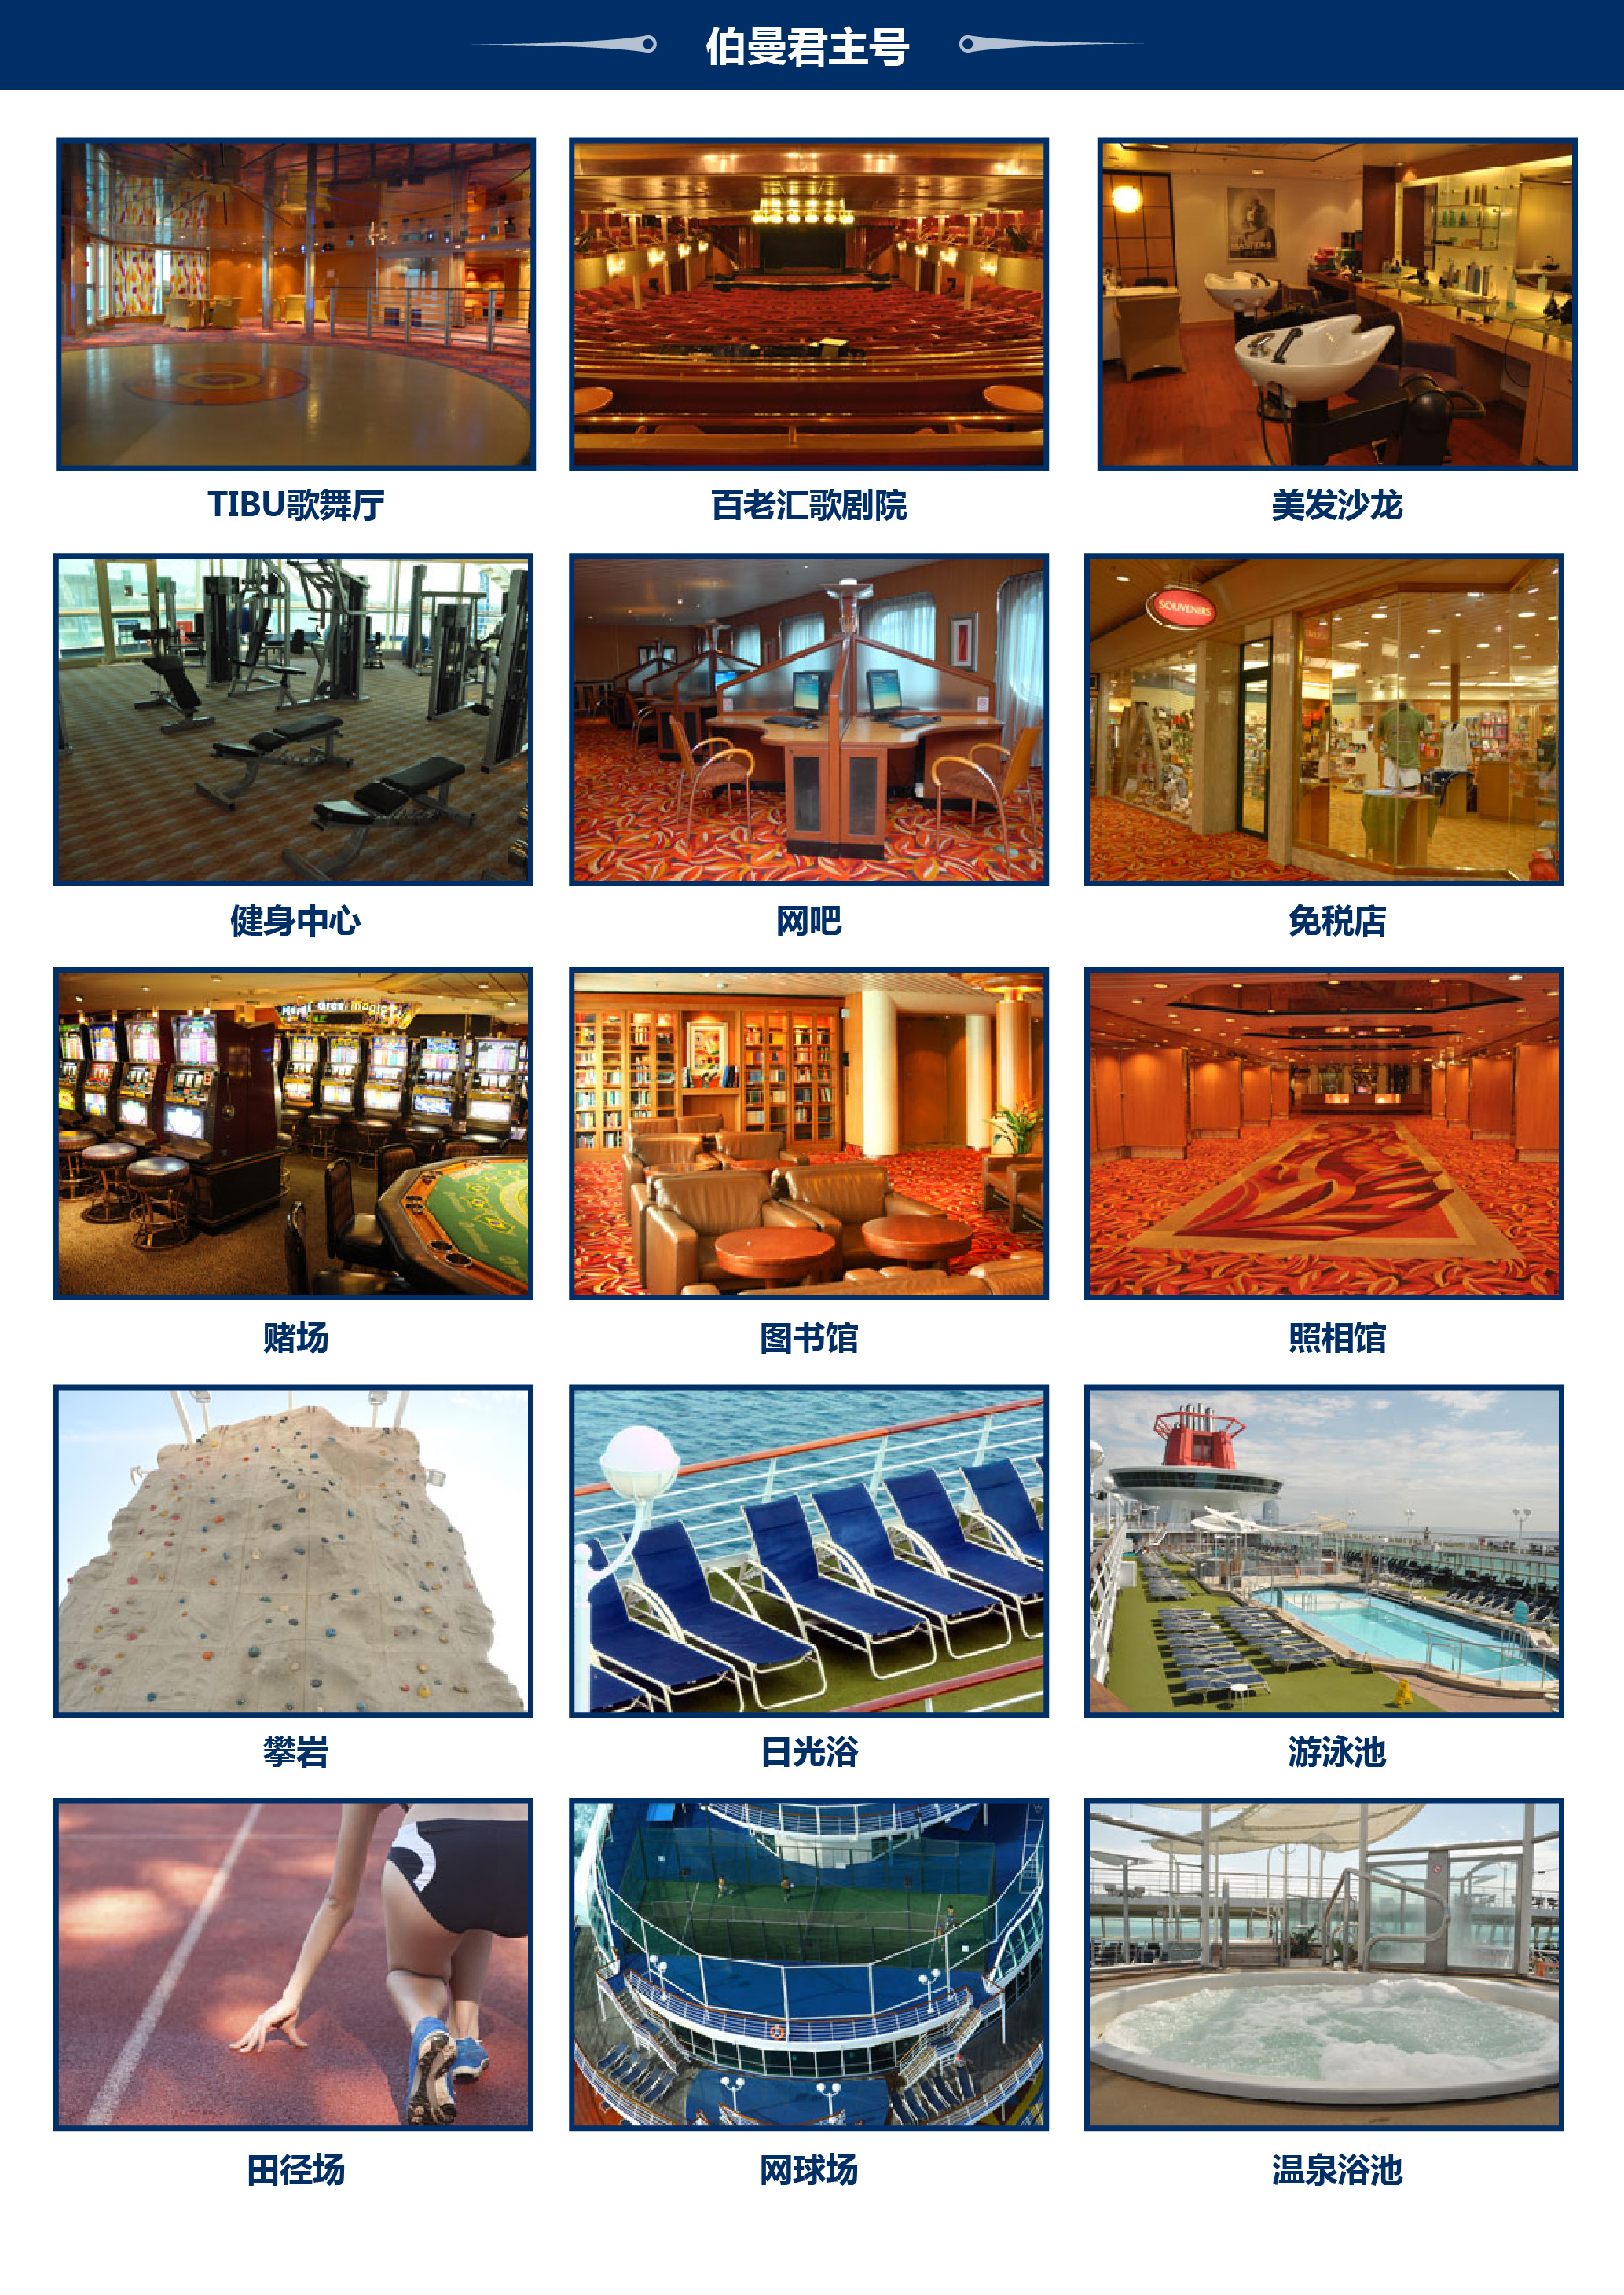 伯曼君主号
MASTERS
TIBU歌舞厅
百老汇歌剧院
美发沙龙
SOUVENIRS
健身中心
网吧
免税店
赌场
图书馆
照相馆
攀岩
日光浴
游泳池
田径场
网球场
温泉浴池